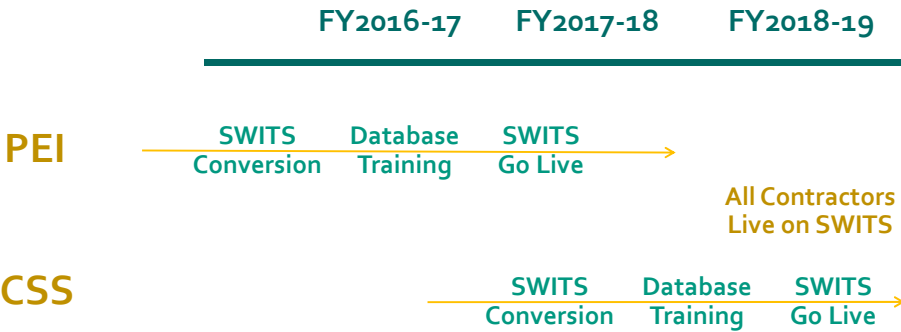 FY2016-17 FY2017-18 FY2018-19
PEI
SWITS Database SWITS
Conversion Training Go Live
All Contractors
Live on SWITS
CSS
SWITS Database SWITS
Conversion Training Go Live